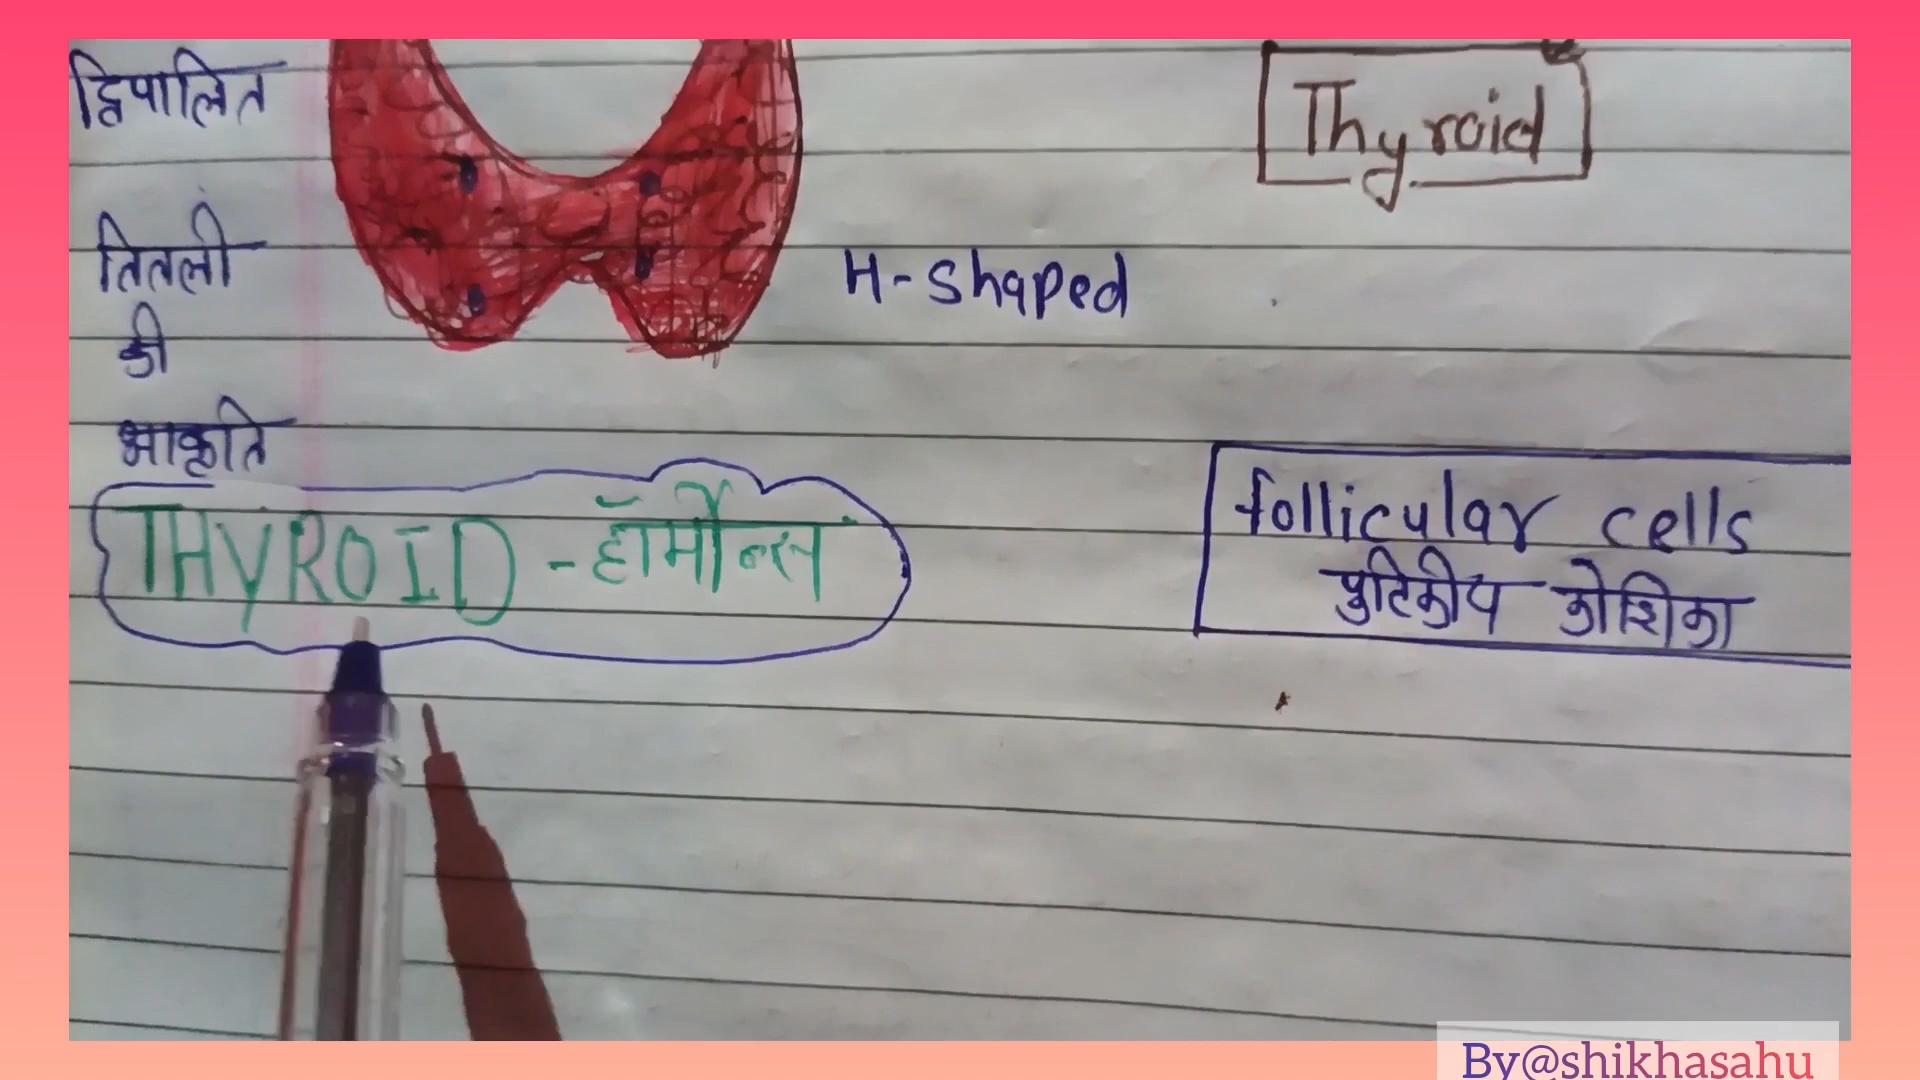 द्विपालित
Thyroid
तितली
H-shaped
की
आकृति
THYROID - हॉर्मोन्स
follicular cells
पुटिकीय कोशिका
By@shikhasahu